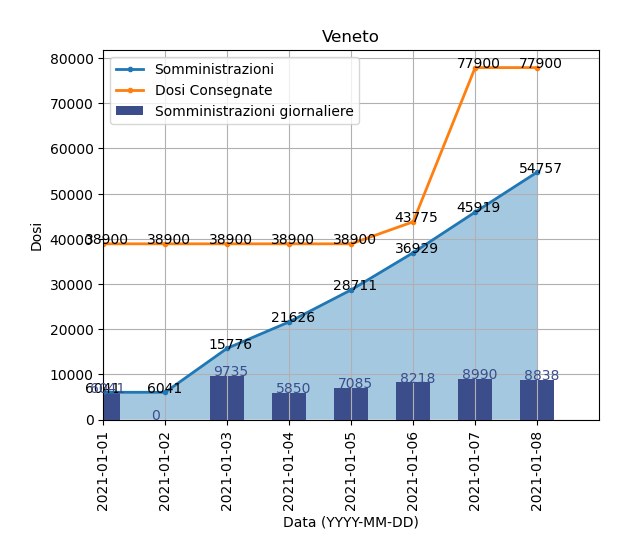 Veneto
Somministrazioni
Dosi Consegnate
Somministrazioni giornaliere
Dosi
80000
70000
60000
50000
40000
30000
20000
10000
0
77900 77900
54757
45919
43775
38900 38900 38900 38900 38900
36929
28711
21626
15776
6041 6041
6041 0 9735 5850 7085 8218 8990 8838
2021-01-01 2021-01-02 2021-01-03 2021-01-04 2021-01-05 2021-01-06 2021-01-07 2021-01-08
Data (YYYY-MM-DD)